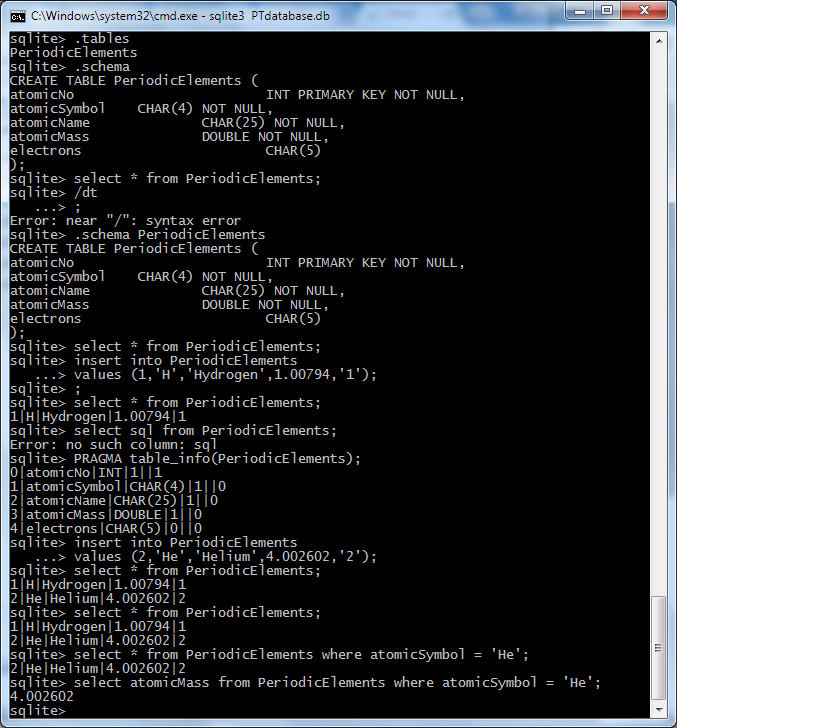 C:\Windows\system32\cmd.exe - sqlite3  PTdatabase.db
sqlite> .tables
PeriodicElements
sqlite> .schema
CREATE TABLE PeriodicElements (
atomicNo                        INT PRIMARY KEY NOT NULL,
atomicSymbol    CHAR(4) NOT NULL,
atomicName              CHAR(25) NOT NULL,
atomicMass              DOUBLE NOT NULL,
electrons                       CHAR(5)
);
sqlite> select * from PeriodicElements;
sqlite> /dt
   ...> ;
Error: near "/": syntax error
sqlite> .schema PeriodicElements
CREATE TABLE PeriodicElements (
atomicNo                        INT PRIMARY KEY NOT NULL,
atomicSymbol    CHAR(4) NOT NULL,
atomicName              CHAR(25) NOT NULL,
atomicMass              DOUBLE NOT NULL,
electrons                       CHAR(5)
);
sqlite> select * from PeriodicElements;
sqlite> insert into PeriodicElements
   ...> values (1,'H','Hydrogen',1.00794,'1');
sqlite> ;
sqlite> select * from PeriodicElements;
1|H|Hydrogen|1.00794|1
sqlite> select sql from PeriodicElements;
Error: no such column: sql
sqlite> PRAGMA table_info(PeriodicElements);
0|atomicNo|INT|1||1
1|atomicSymbol|CHAR(4)|1||0
2|atomicName|CHAR(25)|1||0
3|atomicMass|DOUBLE|1||0
4|electrons|CHAR(5)|0||0
sqlite> insert into PeriodicElements
   ...> values (2,'He','Helium',4.002602,'2');
sqlite> select * from PeriodicElements;
1|H|Hydrogen|1.00794|1
2|He|Helium|4.002602|2
sqlite> select * from PeriodicElements;
1|H|Hydrogen|1.00794|1
2|He|Helium|4.002602|2
sqlite> select * from PeriodicElements where atomicSymbol = 'He';
2|He|Helium|4.002602|2
sqlite> select atomicMass from PeriodicElements where atomicSymbol = 'He';
4.002602
sqlite>